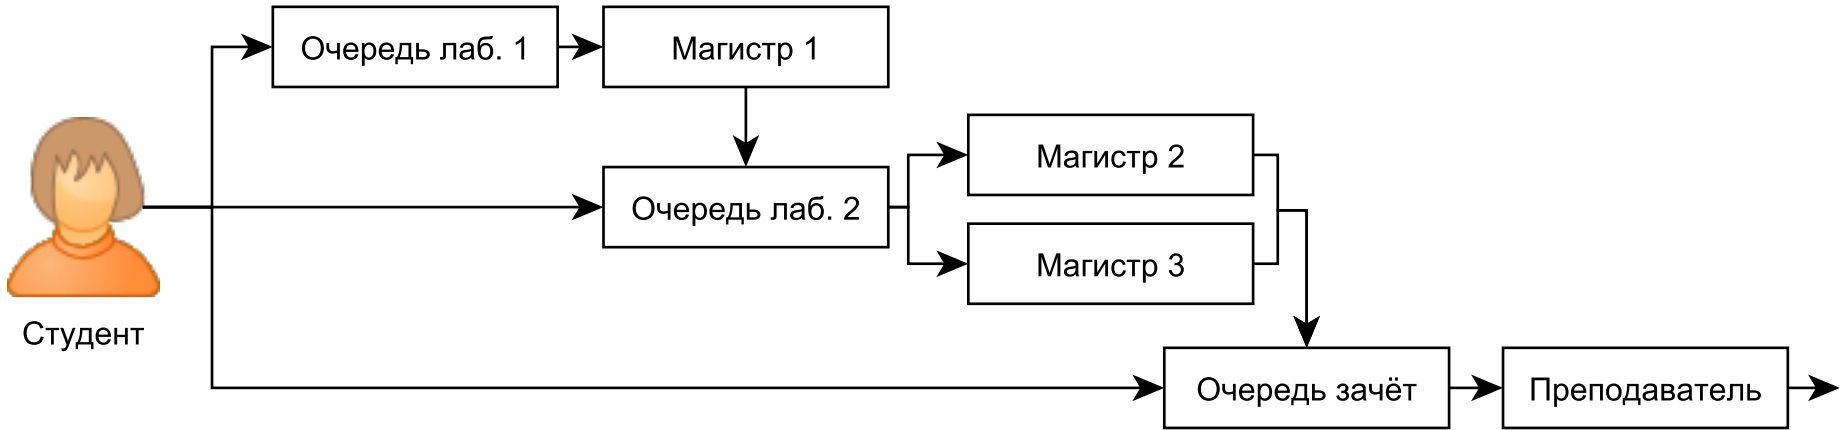 Очередь лаб. 1
Магистр 1
Магистр 2
Очередь лаб. 2
Магистр 3
Студент
Очередь зачёт
Преподаватель